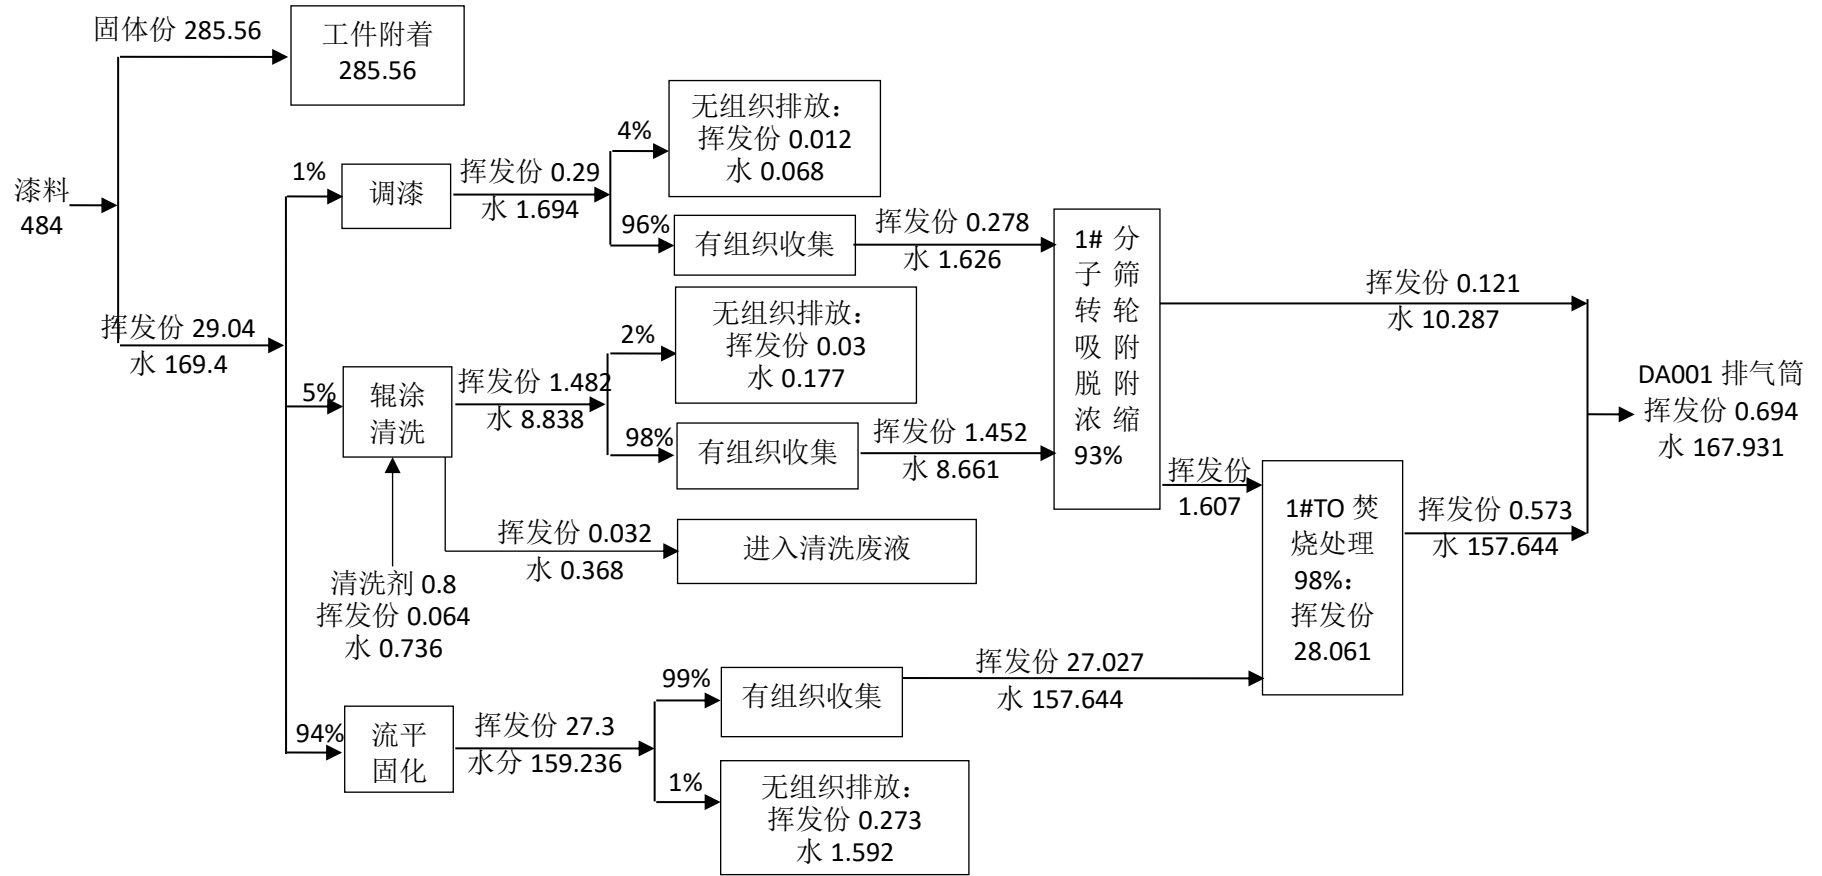 固体份 285.56
工件附着
285.56
漆料
484
挥发份 29.04
水 169.4
1%
调漆
挥发份 0.29
水 1.694
4%
无组织排放：
挥发份 0.012
水 0.068
96%
有组织收集
挥发份 0.278
水 1.626
5%
辊涂
清洗
挥发份 1.482
水 8.838
2%
无组织排放：
挥发份 0.03
水 0.177
98%
有组织收集
挥发份 1.452
水 8.661
挥发份 0.032
水 0.368
进入清洗废液
清洗剂 0.8
挥发份 0.064
水 0.736
94%
流平
固化
挥发份 27.3
水分 159.236
99%
有组织收集
挥发份 27.027
水 157.644
1%
无组织排放：
挥发份 0.273
水 1.592
1# 分
子 筛
转 轮
吸 附
脱 附
浓 缩
93%
挥发份 0.121
水 10.287
挥发份
1.607
1#TO 焚
烧处理
98%：
挥发份
28.061
挥发份 0.573
水 157.644
DA001 排气筒
挥发份 0.694
水 167.931